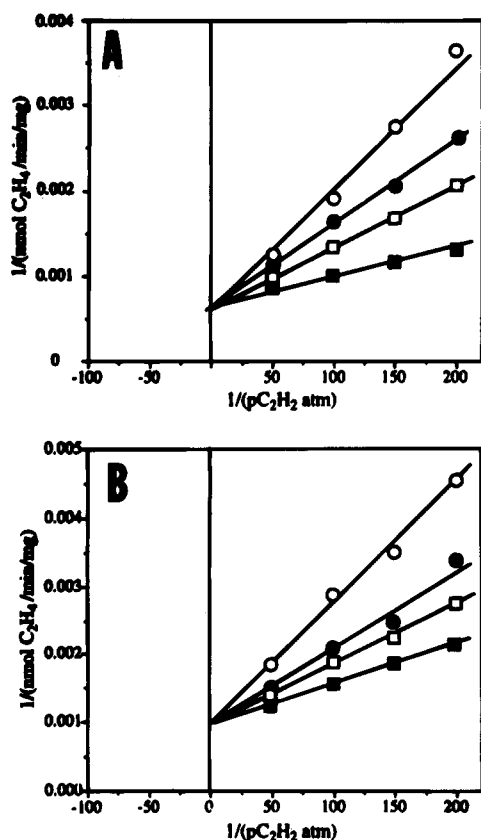 A
0.004
0.003
0.002
0.001
0
1/(nmol C₂H₄/min/mg)
-100 -50 50 100 150 200
1/(pC₂H₂ atm)
B
0.005
0.004
0.003
0.002
0.001
0.000
1/(nmol C₂H₄/min/mg)
-100 -50 0 50 100 150 200
1/(pC₂H₂ atm)